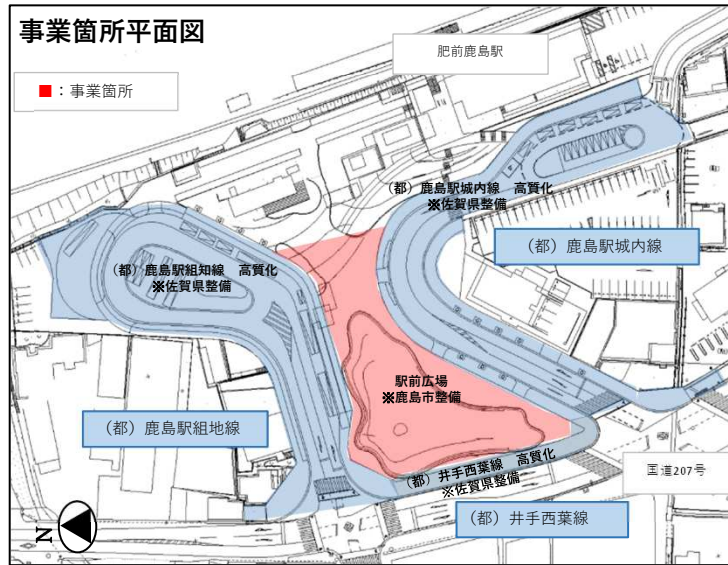 事業箇所平面図
肥前鹿島駅
■：事業箇所
（都）鹿島駅城内線　高質化
※佐賀県整備
（都）鹿島駅城内線
（都）鹿島駅組知線　高質化
※佐賀県整備
駅前広場
※鹿島市整備
（都）鹿島駅組地線
（都）井手西葉線　高質化
※佐賀県整備
国道207号
（都）井手西葉線
N